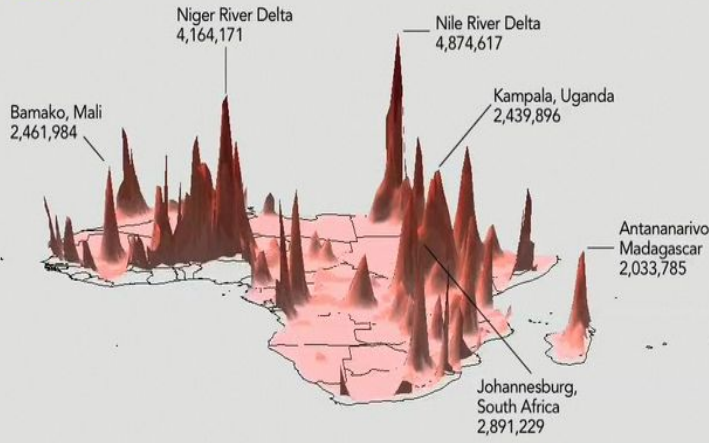 Niger River Delta
4,164,171
Nile River Delta
4,874,617
Bamako, Mali
2,461,984
Kampala, Uganda
2,439,896
Antananarivo
Madagascar
2,033,785
Johannesburg,
South Africa
2,891,229